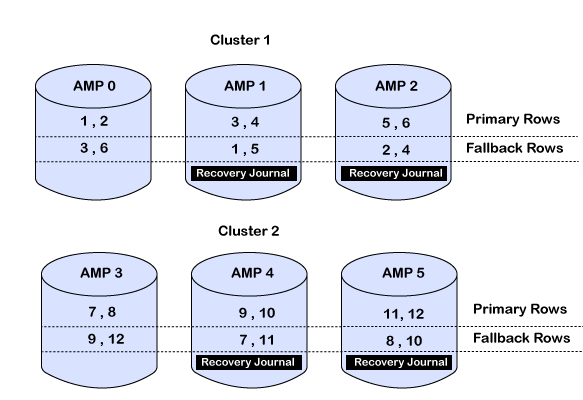 Cluster 1
AMP 0 AMP 1 AMP 2
1 , 2 3 , 4 5 , 6 Primary Rows
3 , 6 1 , 5 2 , 4 Fallback Rows
Recovery Journal Recovery Journal
Cluster 2
AMP 3 AMP 4 AMP 5
7 , 8 9 , 10 11, 12 Primary Rows
9 , 12 7 , 11 8 , 10 Fallback Rows
Recovery Journal Recovery Journal